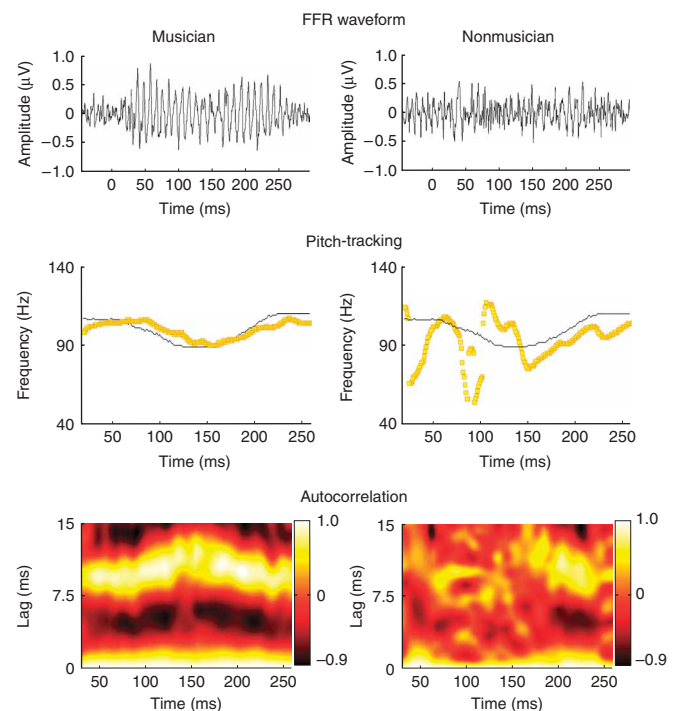 FFR waveform
Musician
Nonmusician
Amplitude (μV)
1.0
0.5
0
−0.5
−1.0
0 50 100 150 200 250
Time (ms)
Amplitude (μV)
1.0
0.5
0
−0.5
−1.0
0 50 100 150 200 250
Time (ms)
Pitch-tracking
Frequency (Hz)
140
90
40
50 100 150 200 250
Time (ms)
Frequency (Hz)
140
90
40
50 100 150 200 250
Time (ms)
Autocorrelation
Lag (ms)
15
7.5
0
50 100 150 200 250
Time (ms)
1.0
0
−0.9
Lag (ms)
15
7.5
0
50 100 150 200 250
Time (ms)
1.0
0
−0.9